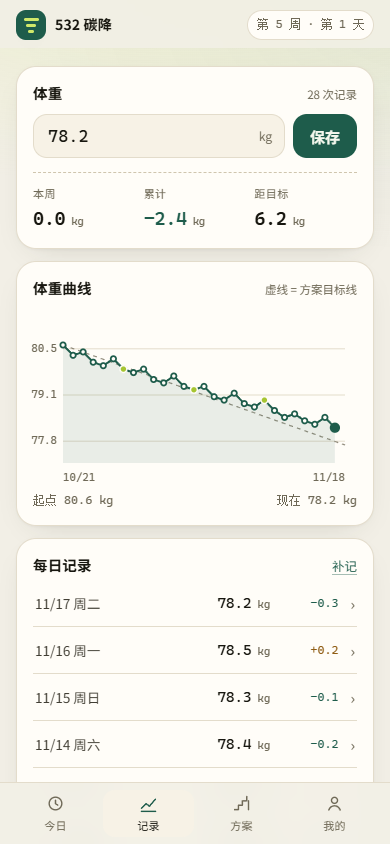 532 碳降
第 5 周 · 第 1 天
体重
28 次记录
78.2 kg
保存
本周
累计
距目标
0.0 kg
−2.4 kg
6.2 kg
体重曲线
虚线 = 方案目标线
80.5
79.1
77.8
10/21
11/18
起点 80.6 kg
现在 78.2 kg
每日记录
补记
11/17 周二 78.2 kg −0.3 ›
11/16 周一 78.5 kg +0.2 ›
11/15 周日 78.3 kg −0.1 ›
11/14 周六 78.4 kg −0.2 ›
今日
记录
方案
我的